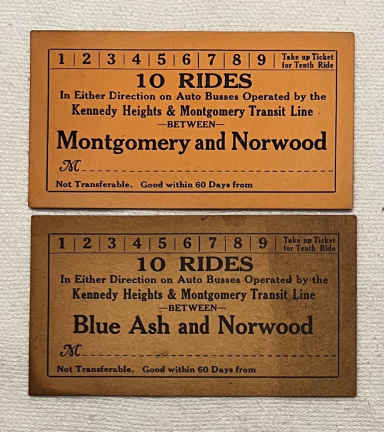 1 | 2 | 3 | 4 | 5 | 6 | 7 | 8 | 9 | Take up Ticket
for Tenth Ride
10 RIDES
In Either Direction on Auto Busses Operated by the
Kennedy Heights & Montgomery Transit Line
—BETWEEN—
Montgomery and Norwood
M
Not Transferable. Good within 60 Days from
1 | 2 | 3 | 4 | 5 | 6 | 7 | 8 | 9 | Take up Ticket
for Tenth Ride
10 RIDES
In Either Direction on Auto Busses Operated by the
Kennedy Heights & Montgomery Transit Line
—BETWEEN—
Blue Ash and Norwood
M
Not Transferable. Good within 60 Days from